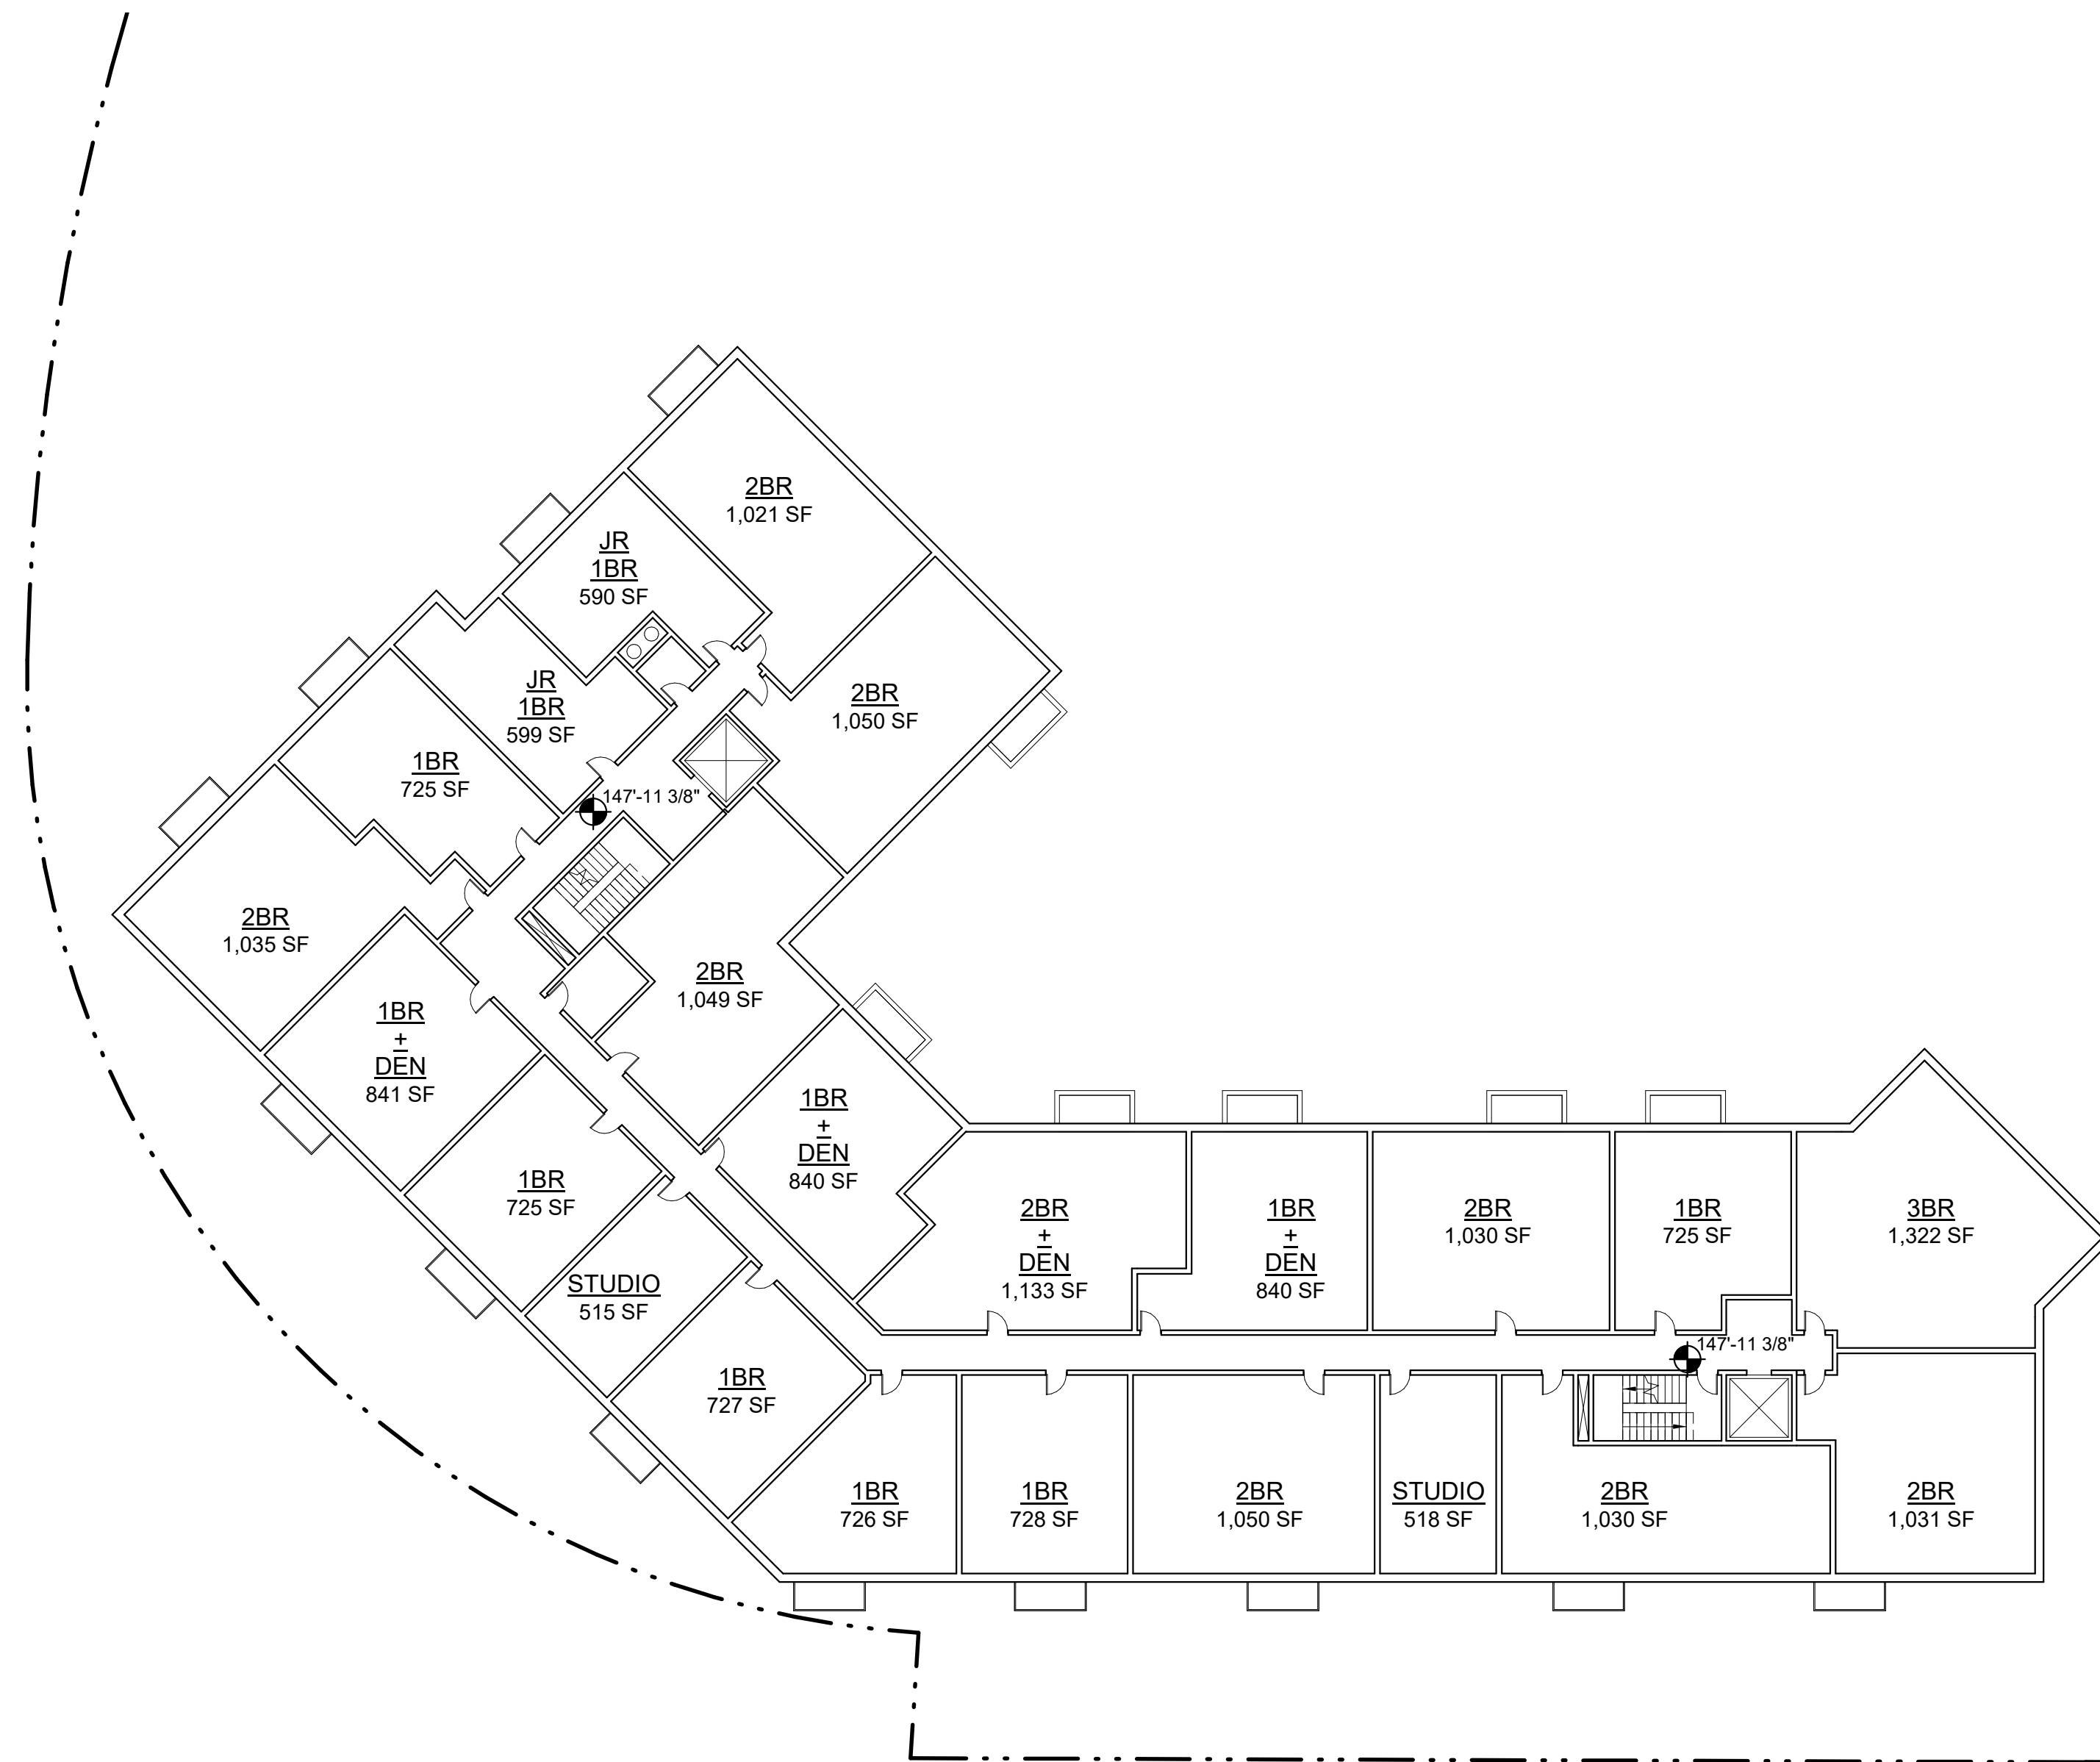 2BR
1,021 SF
JR
1BR
590 SF
JR
1BR
599 SF
2BR
1,050 SF
1BR
725 SF
147'-11 3/8"
2BR
1,035 SF
2BR
1,049 SF
1BR
+
DEN
841 SF
1BR
+
DEN
840 SF
1BR
725 SF
STUDIO
515 SF
1BR
727 SF
2BR
+
DEN
1,133 SF
1BR
+
DEN
840 SF
2BR
1,030 SF
1BR
725 SF
3BR
1,322 SF
147'-11 3/8"
1BR
726 SF
1BR
728 SF
2BR
1,050 SF
STUDIO
518 SF
2BR
1,030 SF
2BR
1,031 SF